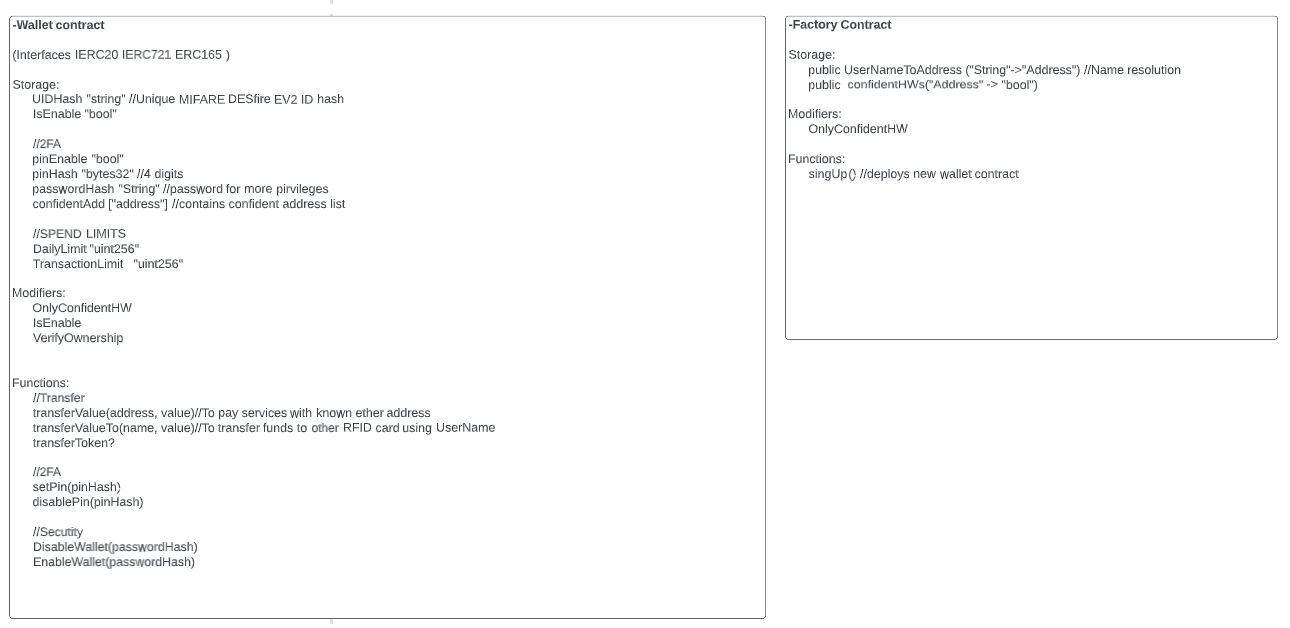 -Wallet contract
(Interfaces IERC20 IERC721 ERC165 )
Storage:
UIDHash "string" //Unique MIFARE DESfire EV2 ID hash
IsEnable "bool"
//2FA
pinEnable "bool"
pinHash "bytes32" //4 digits
passwordHash "String" //password for more pirvileges
confidentAdd ["address"] //contains confident address list
//SPEND LIMITS
DailyLimit "uint256"
TransactionLimit "uint256"
Modifiers:
OnlyConfidentHW
IsEnable
VerifyOwnership
Functions:
//Transfer
transferValue(address, value)//To pay services with known ether address
transferValueTo(name, value)//To transfer funds to other RFID card using UserName
transferToken?
//2FA
setPin(pinHash)
disablePin(pinHash)
//Secutity
DisableWallet(passwordHash)
EnableWallet(passwordHash)
-Factory Contract
Storage:
public UserNameToAddress ("String"->"Address") //Name resolution
public confidentHWs("Address" -> "bool")
Modifiers:
OnlyConfidentHW
Functions:
singUp() //deploys new wallet contract